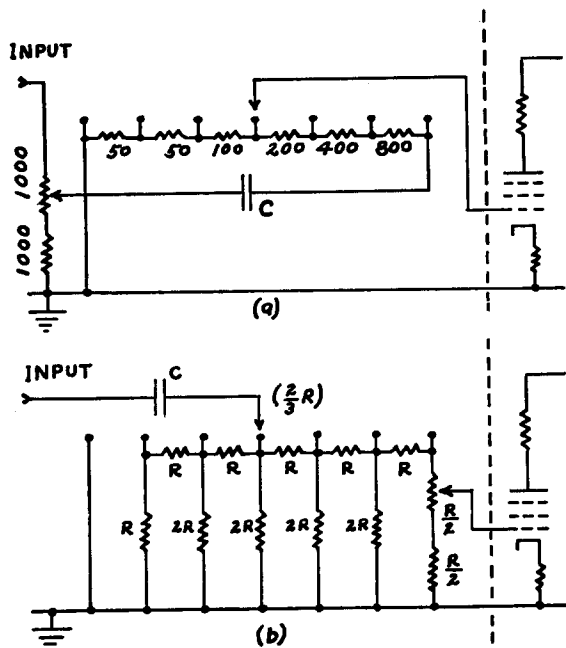 INPUT
50 50 100 200 400 800
1000
C
1000
(a)
INPUT
C
(2/3 R)
R R R R R
R 2R 2R 2R 2R R/2
R/2
(b)